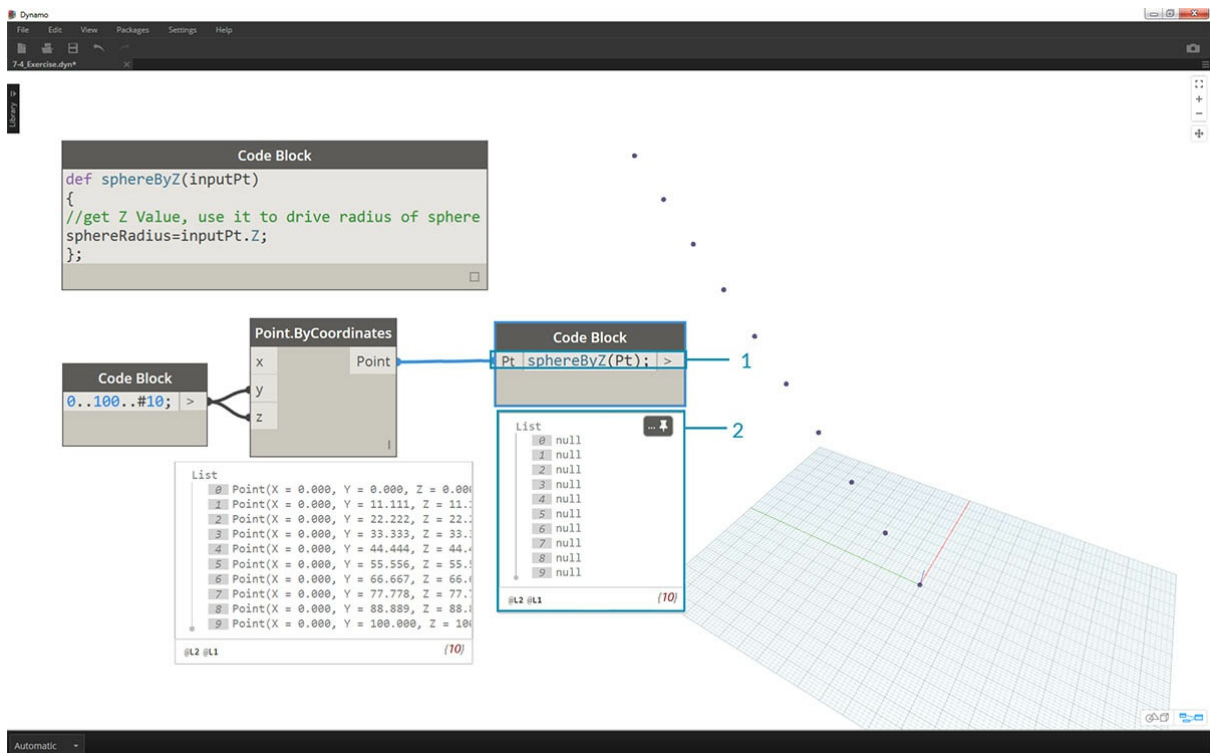 Dynamo
File Edit View Packages Settings Help
7-4_Exercise.dyn*
Library
Code Block
def sphereByZ(inputPt)
{
//get Z Value, use it to drive radius of sphere
sphereRadius=inputPt.Z;
};
Point.ByCoordinates
x Point
y
z
Code Block
0..100..#10; >
Code Block
Pt sphereByZ(Pt); > 1
List
0 Point(X = 0.000, Y = 0.000, Z = 0.000
1 Point(X = 0.000, Y = 11.111, Z = 11.
2 Point(X = 0.000, Y = 22.222, Z = 22.
3 Point(X = 0.000, Y = 33.333, Z = 33.
4 Point(X = 0.000, Y = 44.444, Z = 44.
5 Point(X = 0.000, Y = 55.556, Z = 55.
6 Point(X = 0.000, Y = 66.667, Z = 66.
7 Point(X = 0.000, Y = 77.778, Z = 77.
8 Point(X = 0.000, Y = 88.889, Z = 88.
9 Point(X = 0.000, Y = 100.000, Z = 10
@L2 @L1 {10}
List ... 2
0 null
1 null
2 null
3 null
4 null
5 null
6 null
7 null
8 null
9 null
@L2 @L1 {10}
Automatic